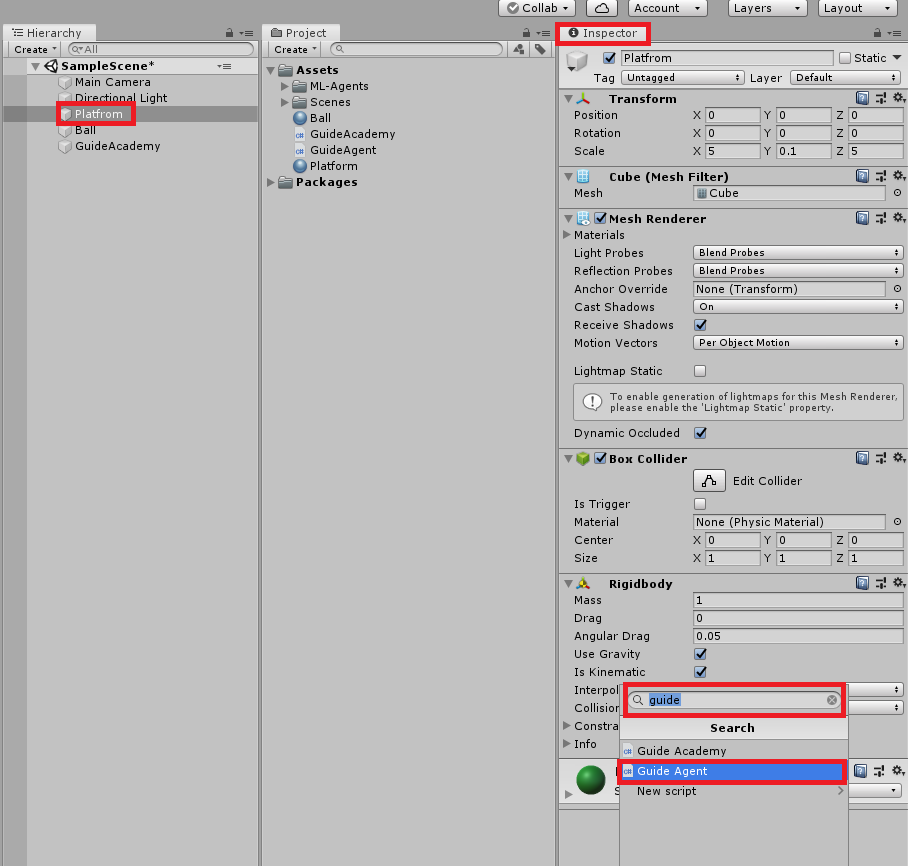 Collab
Account
Layers
Layout
Hierarchy
Create
All
SampleScene*
Main Camera
Directional Light
Platfrom
Ball
GuideAcademy
Project
Create
Assets
ML-Agents
Scenes
Ball
GuideAcademy
GuideAgent
Platform
Packages
Inspector
Platfrom
Static
Tag Untagged Layer Default
Transform
Position X 0 Y 0 Z 0
Rotation X 0 Y 0 Z 0
Scale X 5 Y 0.1 Z 5
Cube (Mesh Filter)
Mesh Cube
Mesh Renderer
Materials
Light Probes Blend Probes
Reflection Probes Blend Probes
Anchor Override None (Transform)
Cast Shadows On
Receive Shadows
Motion Vectors Per Object Motion
Lightmap Static
To enable generation of lightmaps for this Mesh Renderer,
please enable the 'Lightmap Static' property.
Dynamic Occluded
Box Collider
Edit Collider
Is Trigger
Material None (Physic Material)
Center X 0 Y 0 Z 0
Size X 1 Y 1 Z 1
Rigidbody
Mass 1
Drag 0
Angular Drag 0.05
Use Gravity
Is Kinematic
Interpol
Collision
Constra
Info
guide
Search
Guide Academy
Guide Agent
New script